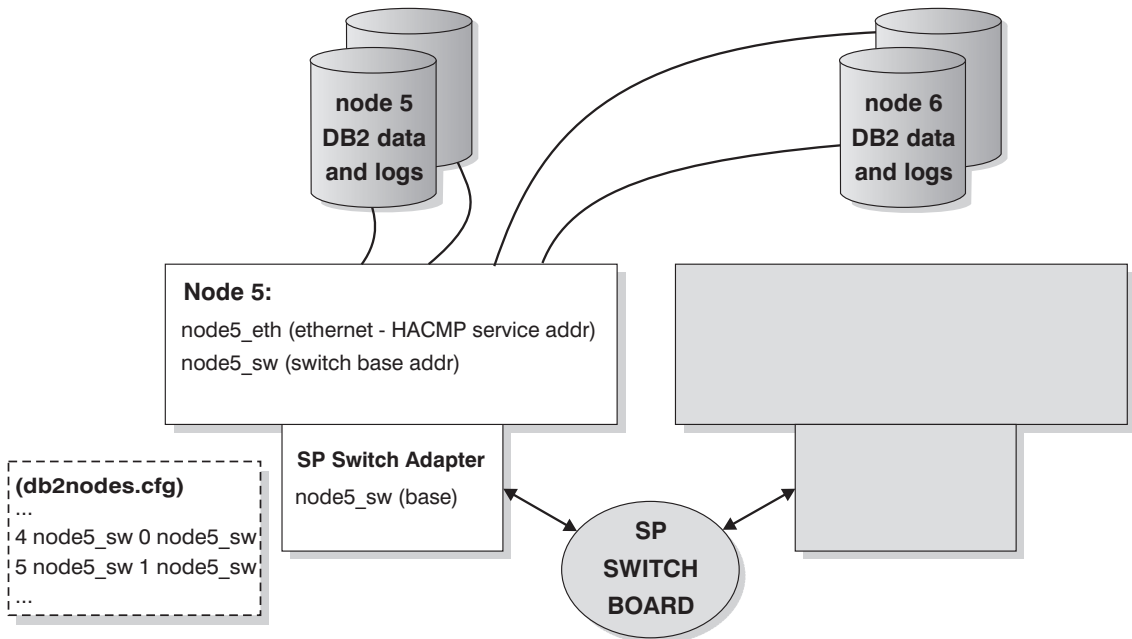 node 5
DB2 data
and logs
node 6
DB2 data
and logs
Node 5:
node5_eth (ethernet - HACMP service addr)
node5_sw (switch base addr)
SP Switch Adapter
node5_sw (base)
(db2nodes.cfg)
...
4 node5_sw 0 node5_sw
5 node5_sw 1 node5_sw
...
SP
SWITCH
BOARD